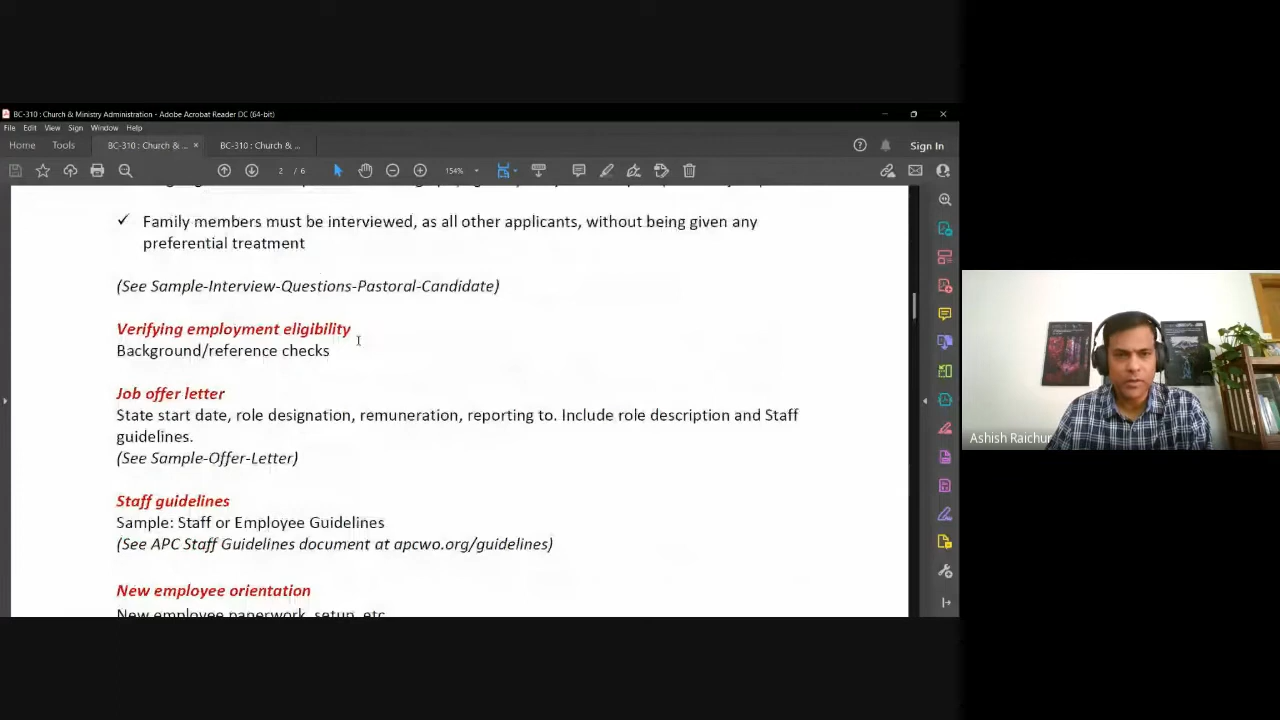 BC-310 : Church & Ministry Administration - Adobe Acrobat Reader DC (64-bit)
File Edit View Sign Window Help
Home Tools BC-310 : Church & ... × BC-310 : Church & ... Sign In
2 / 6 154%
✓ Family members must be interviewed, as all other applicants, without being given any
preferential treatment
(See Sample-Interview-Questions-Pastoral-Candidate)
Verifying employment eligibility
Background/reference checks
Job offer letter
State start date, role designation, remuneration, reporting to. Include role description and Staff
guidelines.
(See Sample-Offer-Letter)
Staff guidelines
Sample: Staff or Employee Guidelines
(See APC Staff Guidelines document at apcwo.org/guidelines)
New employee orientation
New employee paperwork, setup, etc
Ashish Raichur